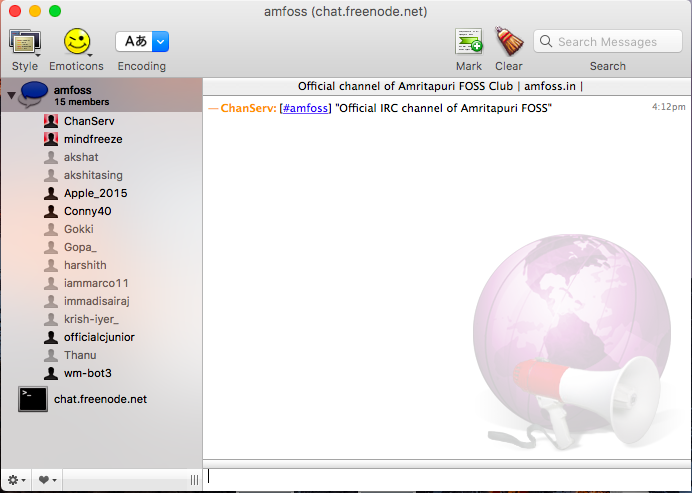 amfoss (chat.freenode.net)
Aあ
Search Messages
Style
Emoticons
Encoding
Mark
Clear
Search
amfoss
15 members
ChanServ
mindfreeze
akshat
akshitasing
Apple_2015
Conny40
Gokki
Gopa_
harshith
iammarco11
immadisairaj
krish-iyer_
officialcjunior
Thanu
wm-bot3
>_
chat.freenode.net
Official channel of Amritapuri FOSS Club | amfoss.in |
— ChanServ: [#amfoss] "Official IRC channel of Amritapuri FOSS"
4:12pm